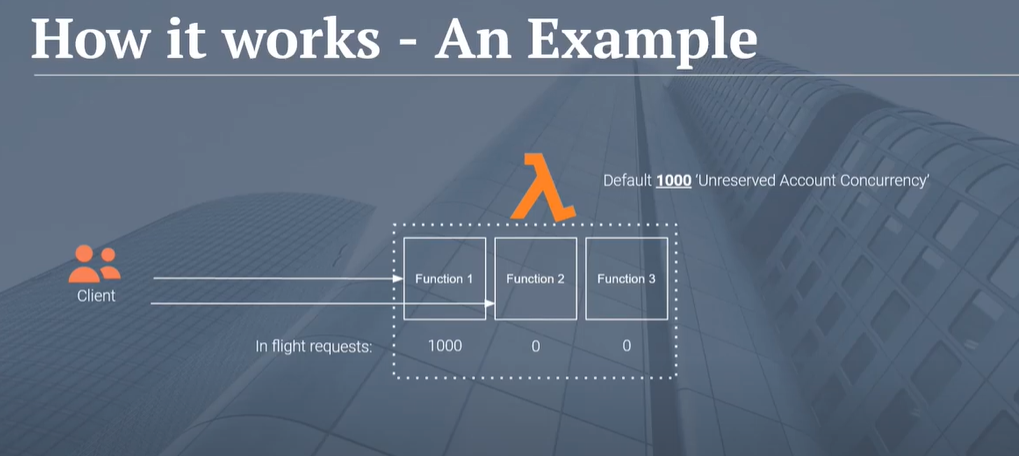 How it works - An Example
Default 1000 'Unreserved Account Concurrency'
Function 1
Function 2
Function 3
Client
In flight requests:
1000
0
0